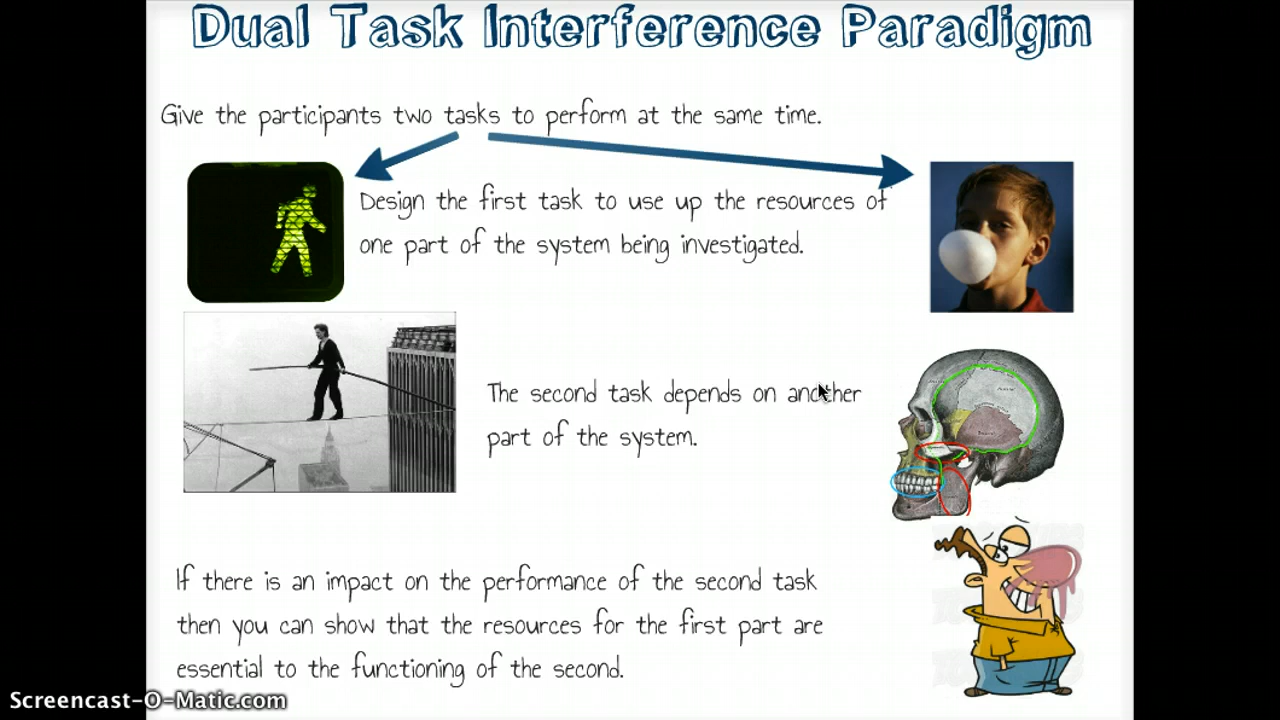 Dual Task Interference Paradigm
Give the participants two tasks to perform at the same time.
Design the first task to use up the resources of
one part of the system being investigated.
The second task depends on another
part of the system.
If there is an impact on the performance of the second task
then you can show that the resources for the first part are
essential to the functioning of the second.
Screencast-O-Matic.com